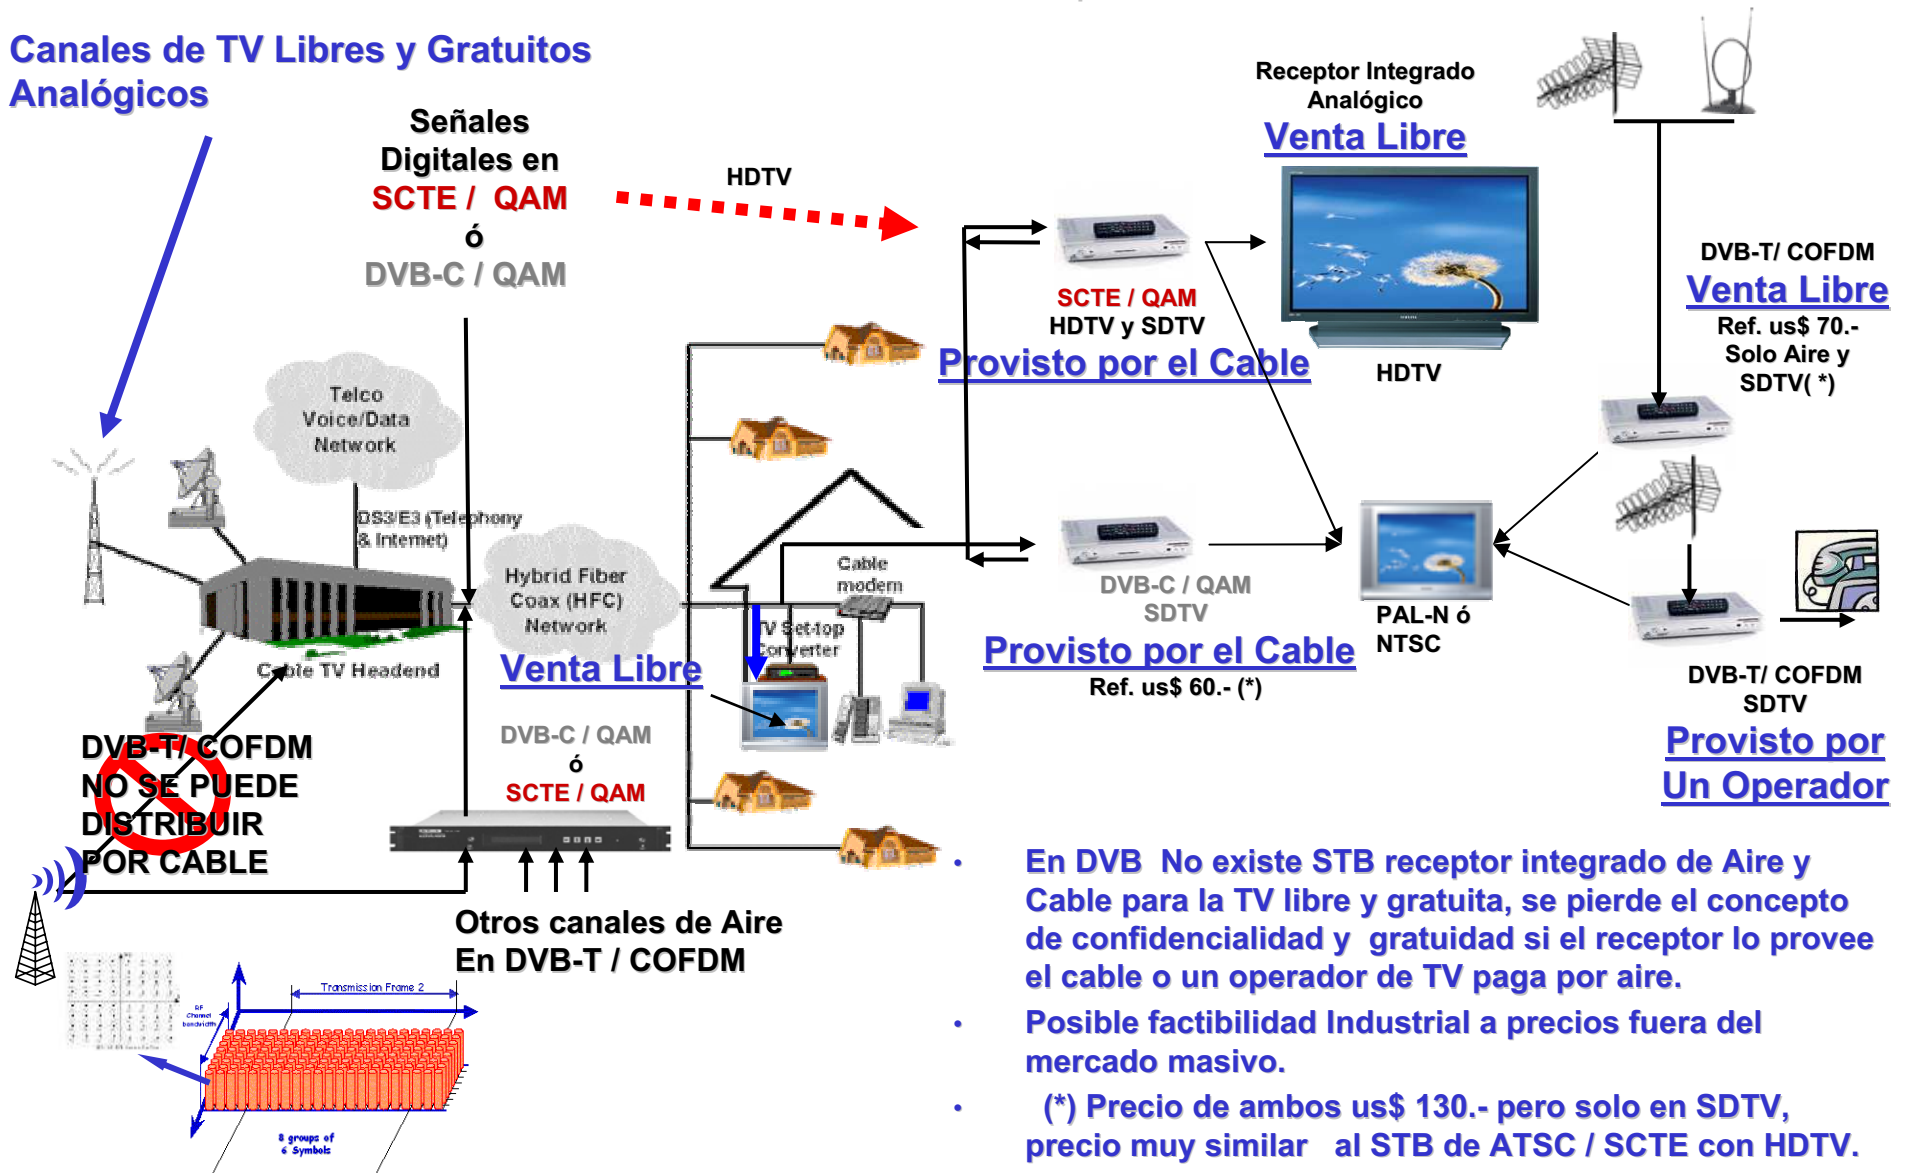 Canales de TV Libres y Gratuitos
Analógicos
Señales
Digitales en
SCTE / QAM
ó
DVB-C / QAM
HDTV
Receptor Integrado
Analógico
Venta Libre
HDTV
SCTE / QAM
HDTV y SDTV
Provisto por el Cable
DVB-T/ COFDM
Venta Libre
Ref. us$ 70.-
Solo Aire y
SDTV( *)
Telco
Voice/Data
Network
DS3/E3 (Telephony
& Internet)
Hybrid Fiber
Coax (HFC)
Network
Cable TV Headend
Cable
modem
TV Set-top
Converter
Venta Libre
DVB-C / QAM
SDTV
Provisto por el Cable
Ref. us$ 60.- (*)
PAL-N ó
NTSC
DVB-T/ COFDM
SDTV
Provisto por
Un Operador
DVB-T/ COFDM
NO SE PUEDE
DISTRIBUIR
POR CABLE
DVB-C / QAM
ó
SCTE / QAM
Otros canales de Aire
En DVB-T / COFDM
Transmission Frame 2
RF
Channel
bandwidth
8 groups of
6 Symbols
• En DVB No existe STB receptor integrado de Aire y
Cable para la TV libre y gratuita, se pierde el concepto
de confidencialidad y gratuidad si el receptor lo provee
el cable o un operador de TV paga por aire.
• Posible factibilidad Industrial a precios fuera del
mercado masivo.
• (*) Precio de ambos us$ 130.- pero solo en SDTV,
precio muy similar al STB de ATSC / SCTE con HDTV.